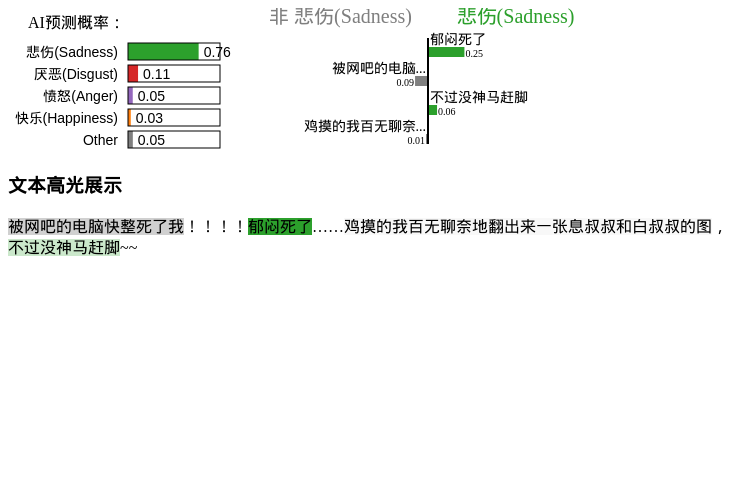 AI预测概率：
悲伤(Sadness) 0.76
厌恶(Disgust) 0.11
愤怒(Anger) 0.05
快乐(Happiness) 0.03
Other 0.05
非 悲伤(Sadness) 悲伤(Sadness)
郁闷死了
0.25
被网吧的电脑...
0.09
不过没神马赶脚
0.06
鸡摸的我百无聊奈...
0.01
文本高光展示
被网吧的电脑快整死了我！！！！郁闷死了……鸡摸的我百无聊奈地翻出来一张息叔叔和白叔叔的图，
不过没神马赶脚~~